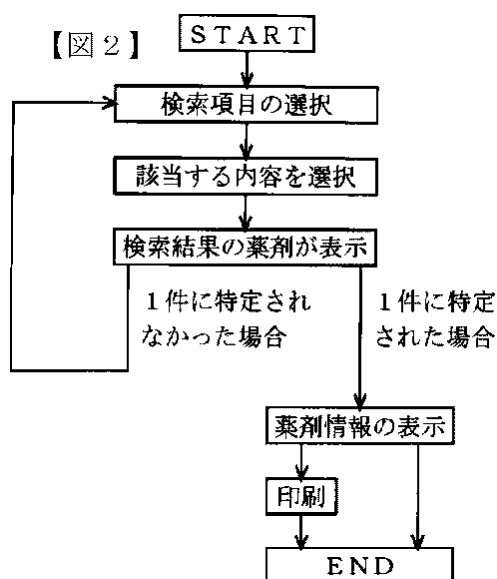 【図2】
START
検索項目の選択
該当する内容を選択
検索結果の薬剤が表示
1件に特定され
なかった場合
1件に特定
された場合
薬剤情報の表示
印刷
END